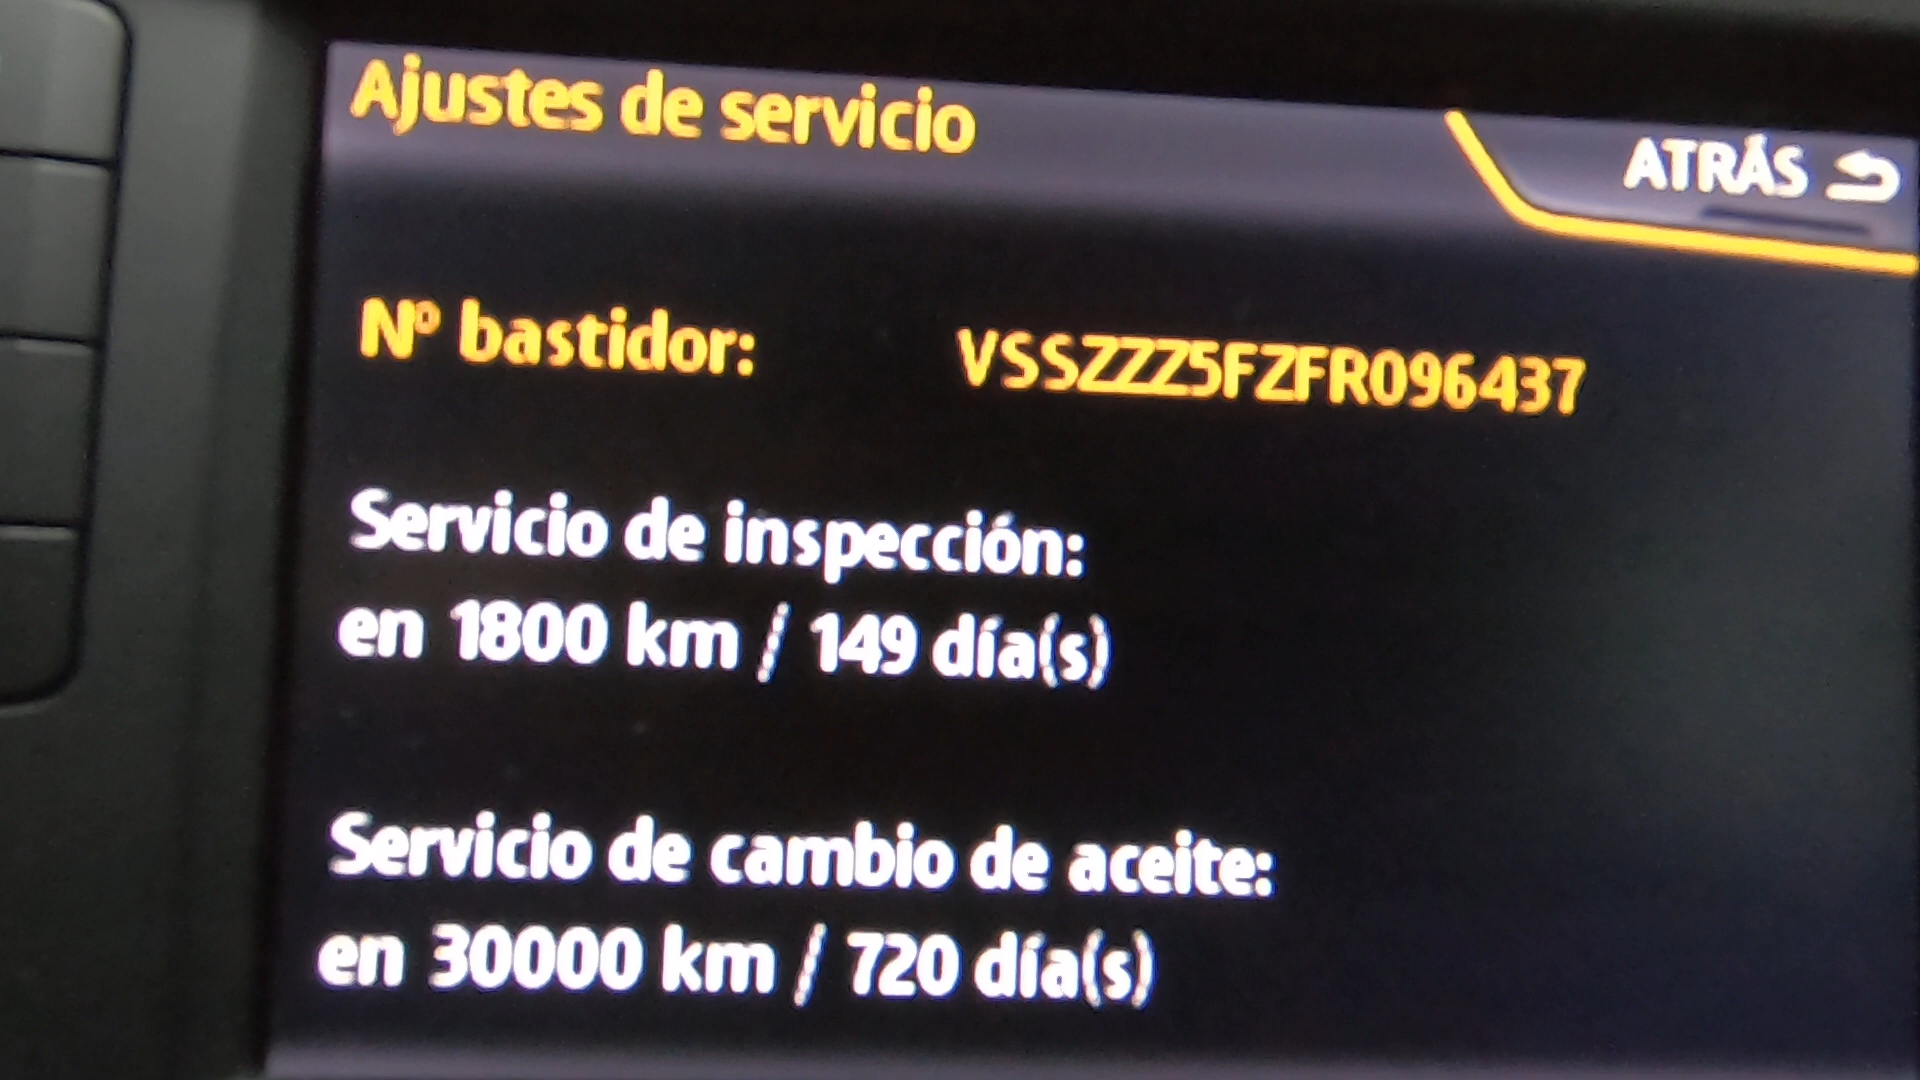 Ajustes de servicio
ATRÁS
Nº bastidor: VSSZZZ5FZFR096437
Servicio de inspección:
en 1800 km / 149 día(s)
Servicio de cambio de aceite:
en 30000 km / 720 día(s)